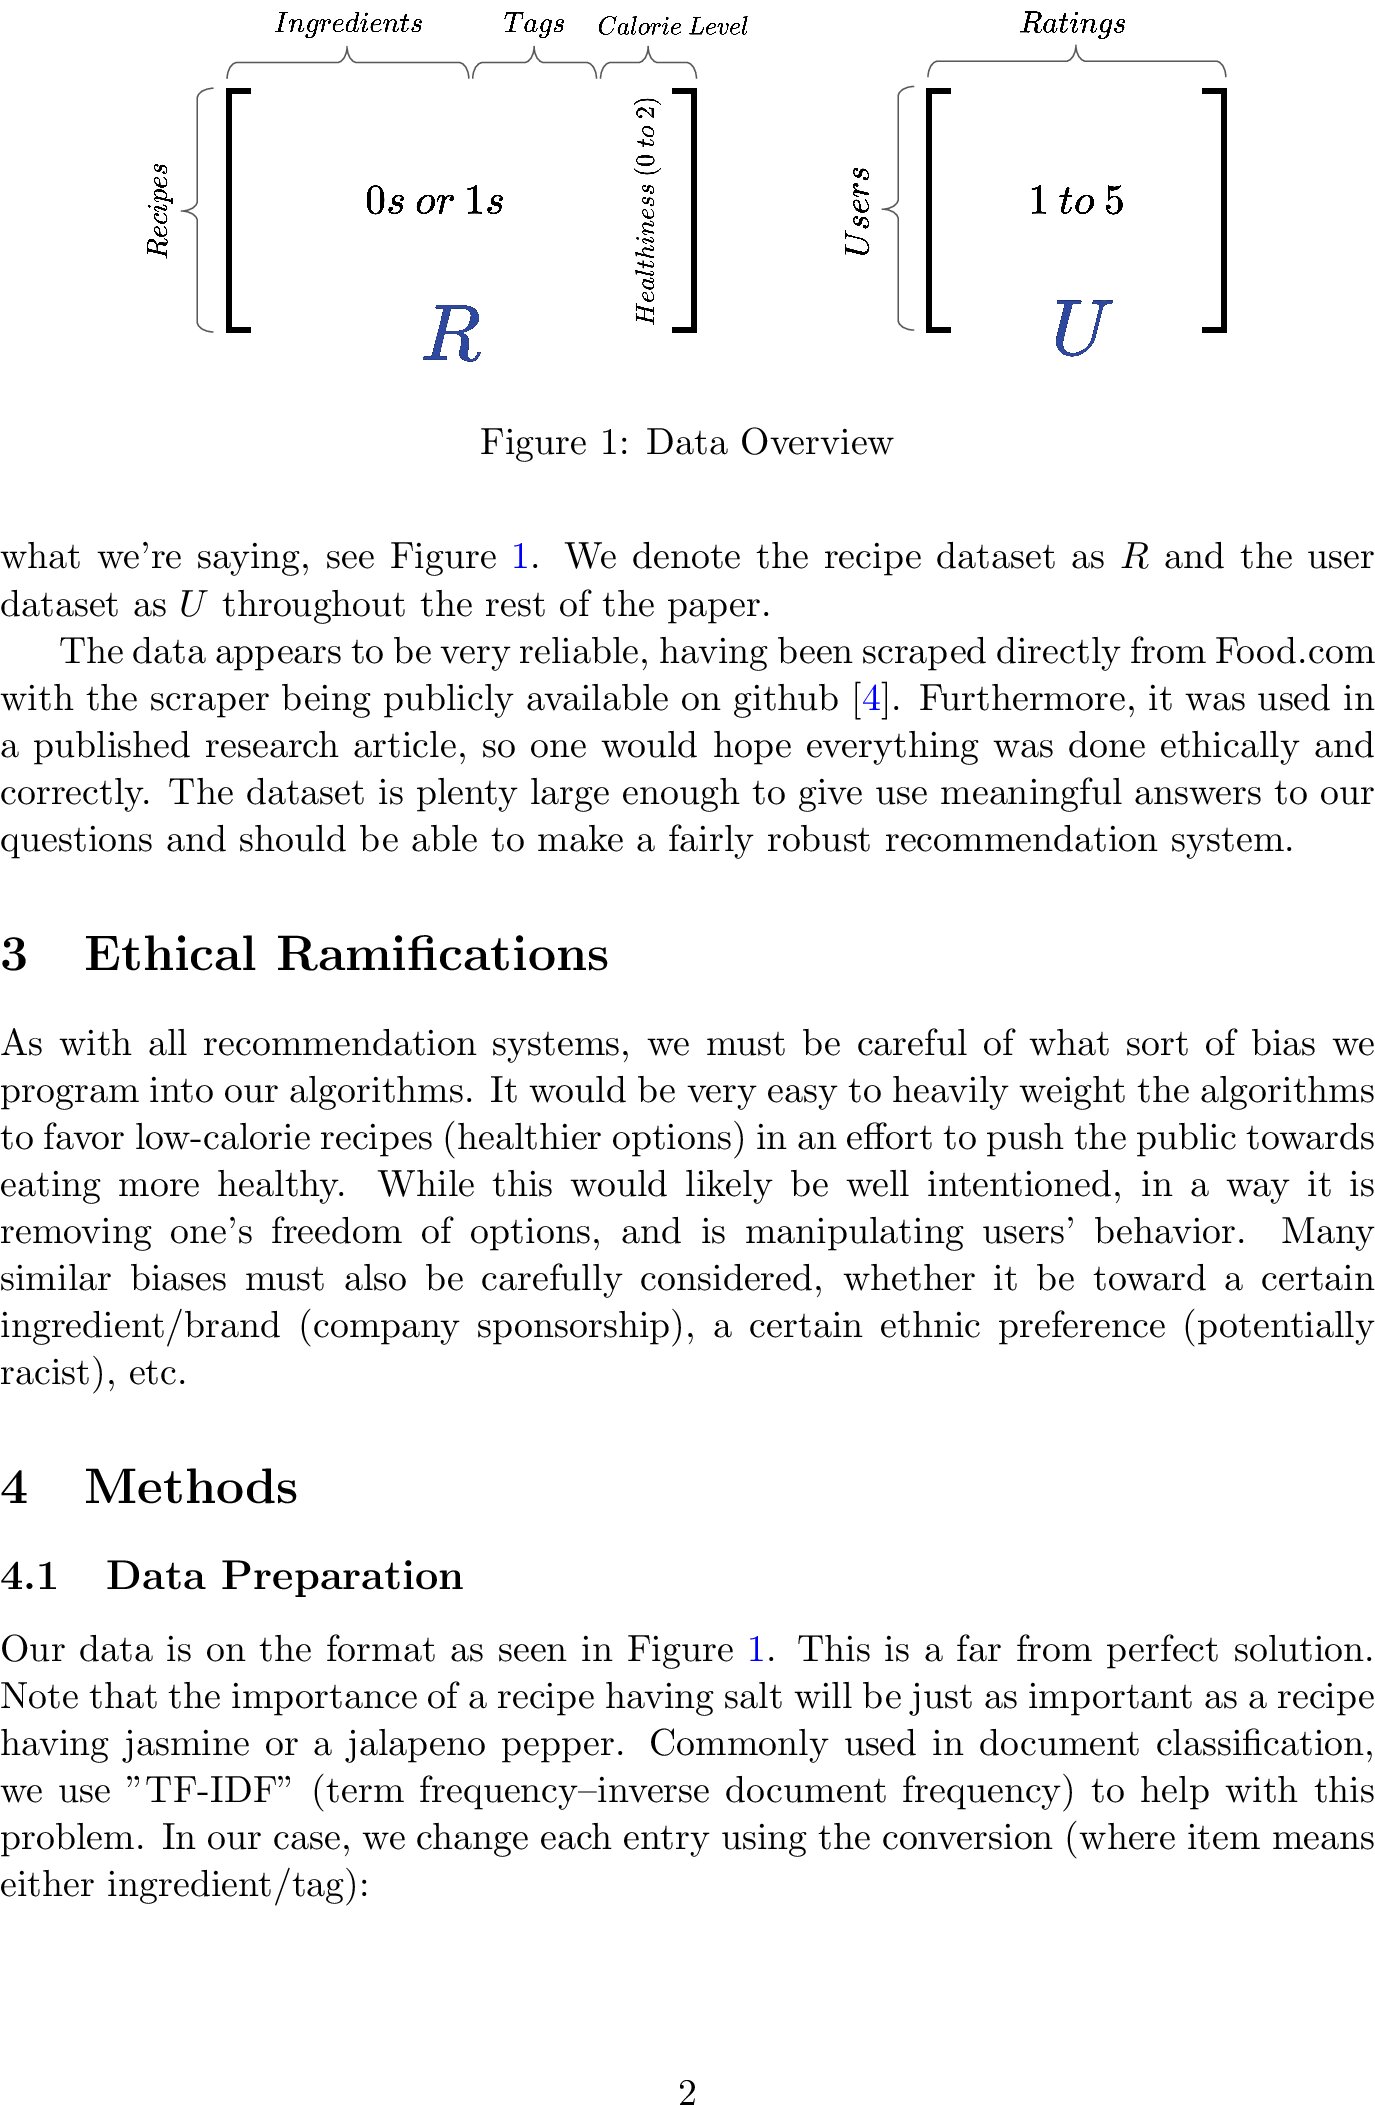 Ingredients Tags Calorie Level Ratings
Recipes
0s or 1s
Healthiness (0 to 2)
Users
1 to 5
R U
Figure 1: Data Overview
what we're saying, see Figure 1. We denote the recipe dataset as R and the user
dataset as U throughout the rest of the paper.
The data appears to be very reliable, having been scraped directly from Food.com
with the scraper being publicly available on github [4]. Furthermore, it was used in
a published research article, so one would hope everything was done ethically and
correctly. The dataset is plenty large enough to give use meaningful answers to our
questions and should be able to make a fairly robust recommendation system.
3 Ethical Ramifications
As with all recommendation systems, we must be careful of what sort of bias we
program into our algorithms. It would be very easy to heavily weight the algorithms
to favor low-calorie recipes (healthier options) in an effort to push the public towards
eating more healthy. While this would likely be well intentioned, in a way it is
removing one's freedom of options, and is manipulating users' behavior. Many
similar biases must also be carefully considered, whether it be toward a certain
ingredient/brand (company sponsorship), a certain ethnic preference (potentially
racist), etc.
4 Methods
4.1 Data Preparation
Our data is on the format as seen in Figure 1. This is a far from perfect solution.
Note that the importance of a recipe having salt will be just as important as a recipe
having jasmine or a jalapeno pepper. Commonly used in document classification,
we use ”TF-IDF” (term frequency–inverse document frequency) to help with this
problem. In our case, we change each entry using the conversion (where item means
either ingredient/tag):
2